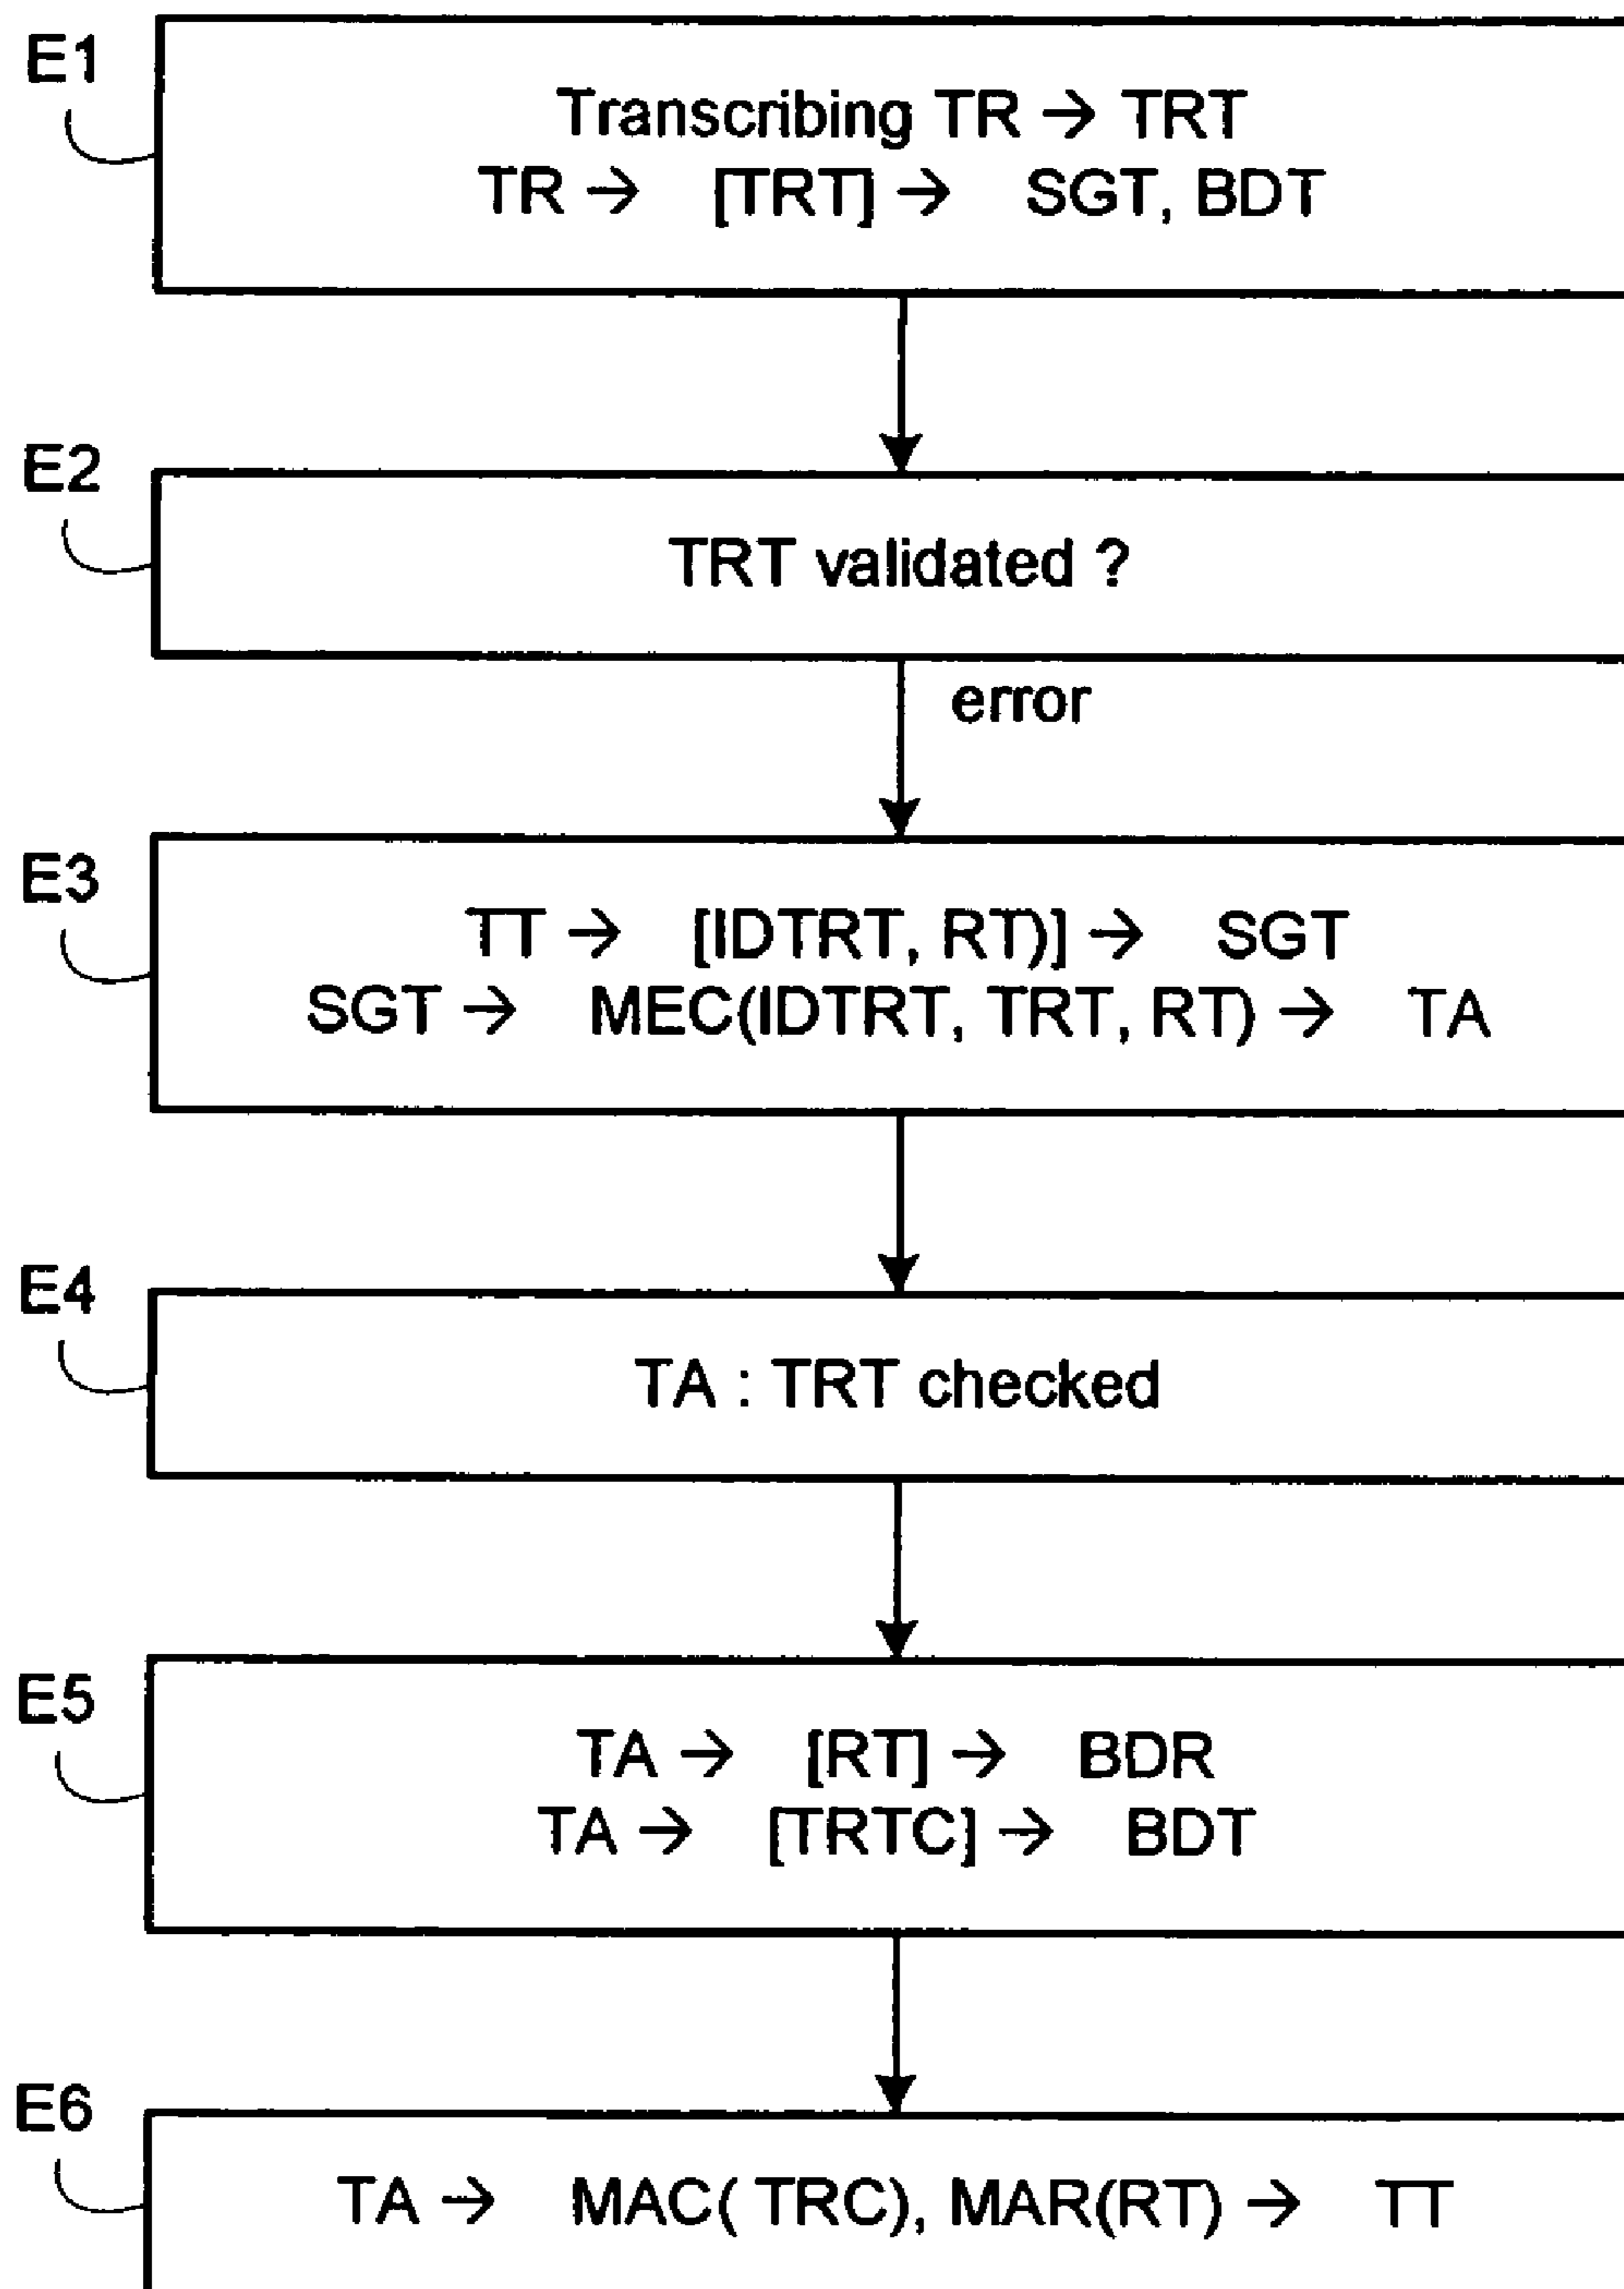 E1
Transcribing TR → TRT
TR → [TRT] → SGT, BDT
E2
TRT validated ?
error
E3
TT → [IDTRT, RT)] → SGT
SGT → MEC(IDTRT, TRT, RT) → TA
E4
TA : TRT checked
E5
TA → [RT] → BDR
TA → [TRTC] → BDT
E6
TA → MAC( TRC), MAR(RT) → TT